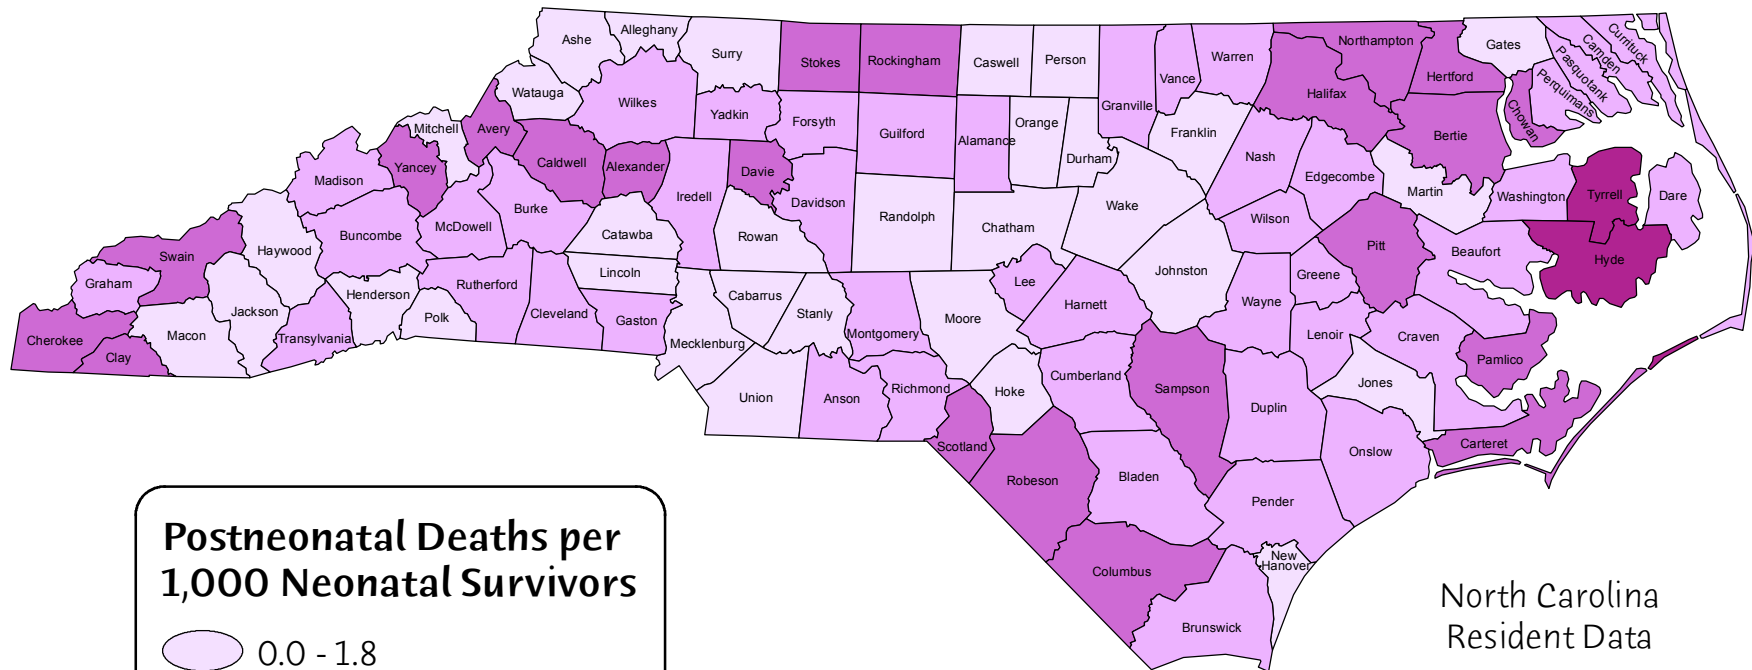 Ashe
Alleghany
Surry
Stokes
Rockingham
Caswell
Person
Granville
Vance
Warren
Northampton
Halifax
Hertford
Gates
Currituck
Camden
Pasquotank
Perquimans
Chowan
Bertie
Watauga
Wilkes
Yadkin
Forsyth
Guilford
Alamance
Orange
Durham
Franklin
Nash
Edgecombe
Martin
Washington
Tyrrell
Dare
Mitchell
Avery
Yancey
Caldwell
Alexander
Davie
Iredell
Davidson
Randolph
Chatham
Wake
Wilson
Pitt
Beaufort
Hyde
Madison
Buncombe
McDowell
Burke
Catawba
Rowan
Lincoln
Johnston
Greene
Wayne
Swain
Haywood
Graham
Jackson
Henderson
Rutherford
Cleveland
Gaston
Cabarrus
Stanly
Montgomery
Moore
Lee
Harnett
Lenoir
Craven
Pamlico
Cherokee
Clay
Macon
Transylvania
Polk
Mecklenburg
Union
Anson
Richmond
Hoke
Cumberland
Sampson
Duplin
Jones
Onslow
Carteret
Scotland
Robeson
Bladen
Pender
Columbus
New
Hanover
Brunswick
Postneonatal Deaths per
1,000 Neonatal Survivors
0.0 - 1.8
North Carolina
Resident Data